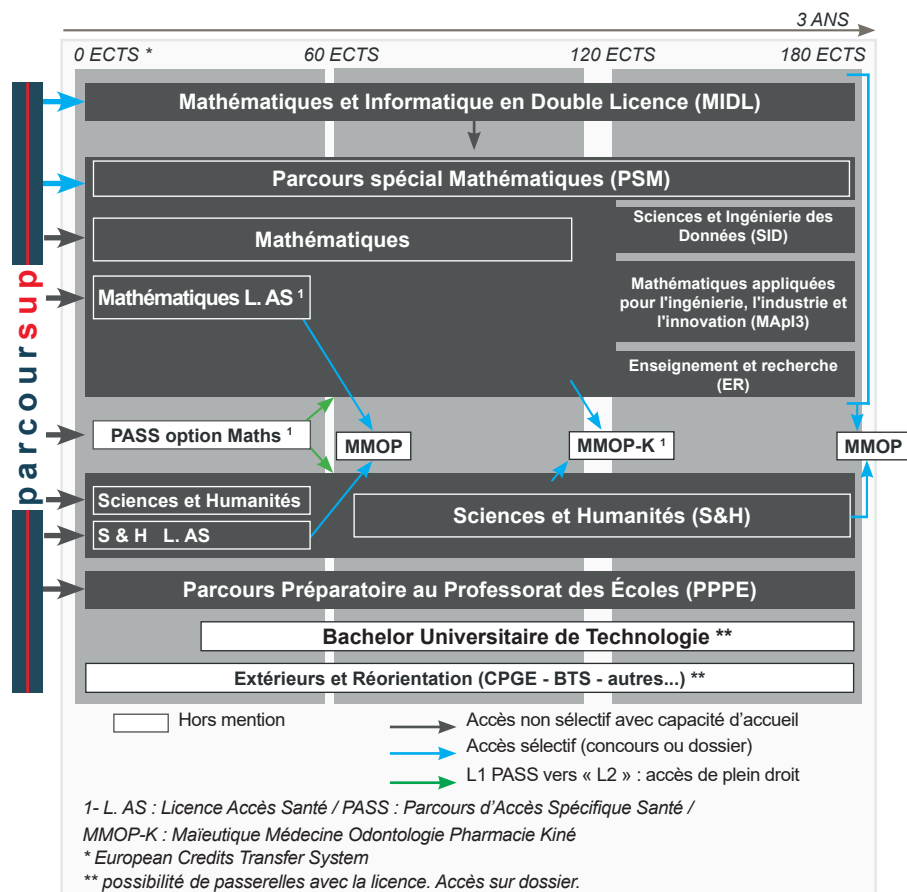 3 ANS
0 ECTS *
60 ECTS
120 ECTS
180 ECTS
parcoursup
Mathématiques et Informatique en Double Licence (MIDL)
Parcours spécial Mathématiques (PSM)
Mathématiques
Sciences et Ingénierie des
Données (SID)
Mathématiques L. AS ¹
Mathématiques appliquées
pour l'ingénierie, l'industrie et
l'innovation (MApI3)
Enseignement et recherche
(ER)
PASS option Maths ¹
MMOP
MMOP-K ¹
MMOP
Sciences et Humanités
S & H L. AS
Sciences et Humanités (S&H)
Parcours Préparatoire au Professorat des Écoles (PPPE)
Bachelor Universitaire de Technologie **
Extérieurs et Réorientation (CPGE - BTS - autres...) **
Hors mention
Accès non sélectif avec capacité d'accueil
Accès sélectif (concours ou dossier)
L1 PASS vers « L2 » : accès de plein droit
1- L. AS : Licence Accès Santé / PASS : Parcours d'Accès Spécifique Santé /
MMOP-K : Maïeutique Médecine Odontologie Pharmacie Kiné
* European Credits Transfer System
** possibilité de passerelles avec la licence. Accès sur dossier.